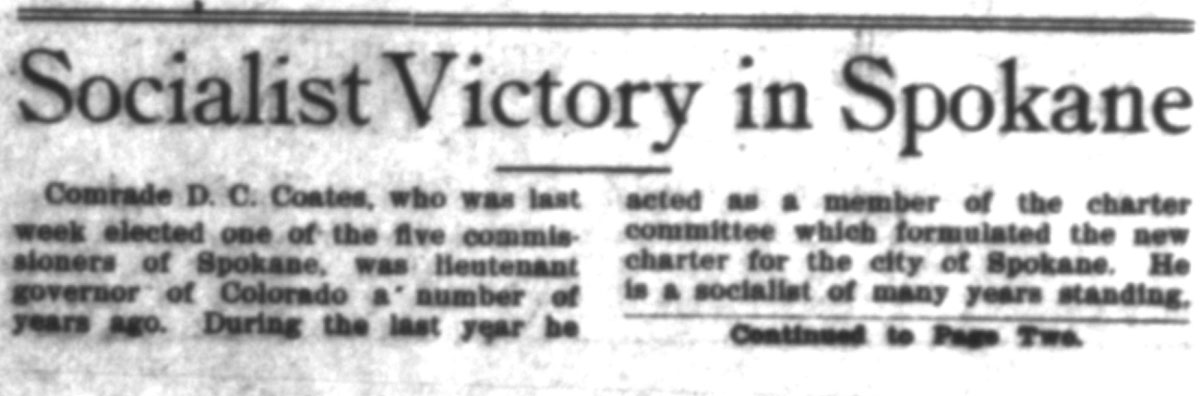 Socialist Victory in Spokane
Comrade D. C. Coates, who was last
week elected one of the five commis-
sioners of Spokane, was lieutenant
governor of Colorado a number of
years ago. During the last year he
acted as a member of the charter
committee which formulated the new
charter for the city of Spokane. He
is a socialist of many years standing,
Continued to Page Two.